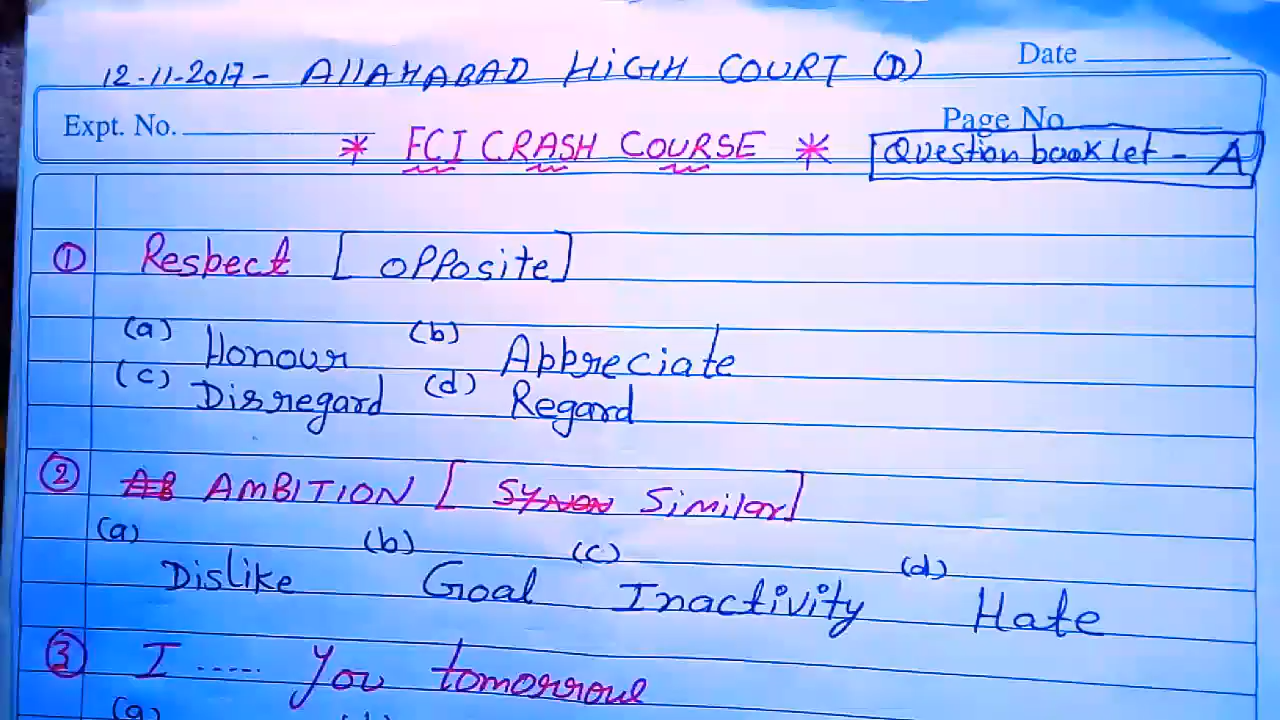 Date
12-11-2017- AllAHABAD HIGH COURT (D)
Expt. No.
Page No
* FCI CRASH COURSE *
Question booklet - A
① Respect [opposite]
(a) Honour (b) Appreciate
(c) Disregard (d) Regard
② AB AMBITION [SYNON Similar]
(a) Dislike (b) Goal (c) Inactivity (d) Hate
③ I ..... you tomorrow
(a) (b)